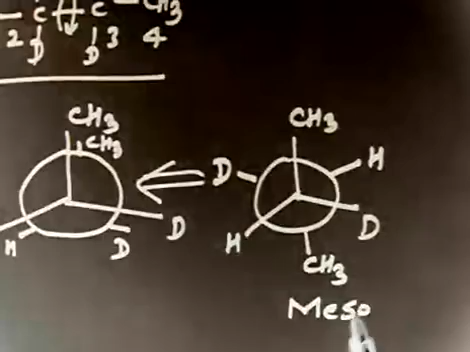 C C — CH3
2 D D 3 4
CH3
CH3
H D D
CH3
D H
H D
CH3
Meso